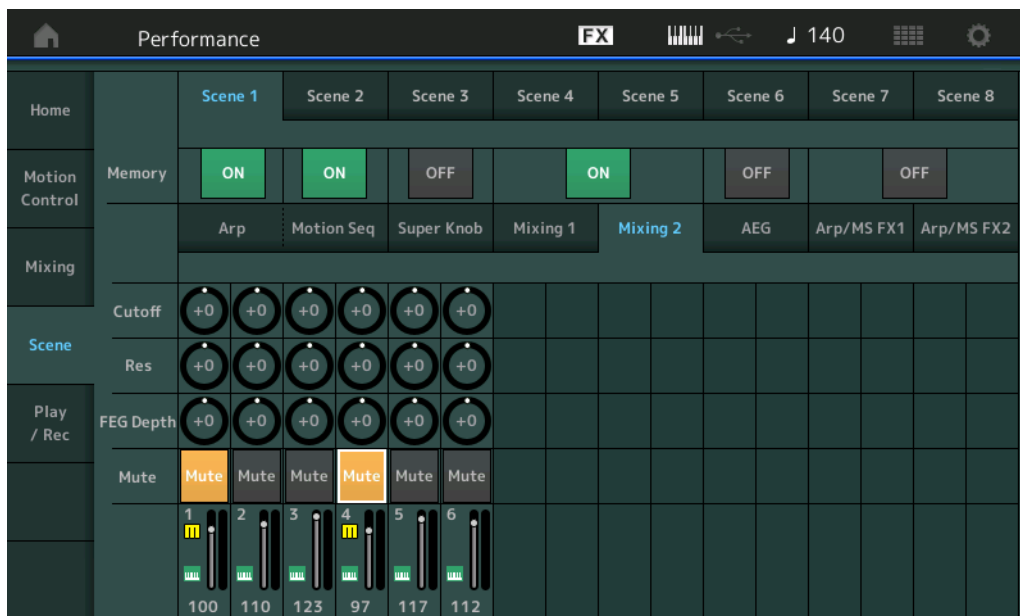 Performance FX 140
Scene 1 Scene 2 Scene 3 Scene 4 Scene 5 Scene 6 Scene 7 Scene 8
Home
Motion
Control
Mixing
Scene
Play
/ Rec
Memory ON ON OFF ON OFF OFF
Arp Motion Seq Super Knob Mixing 1 Mixing 2 AEG Arp/MS FX1 Arp/MS FX2
Cutoff +0 +0 +0 +0 +0 +0
Res +0 +0 +0 +0 +0 +0
FEG Depth +0 +0 +0 +0 +0 +0
Mute Mute Mute Mute Mute Mute Mute
1 2 3 4 5 6
100 110 123 97 117 112